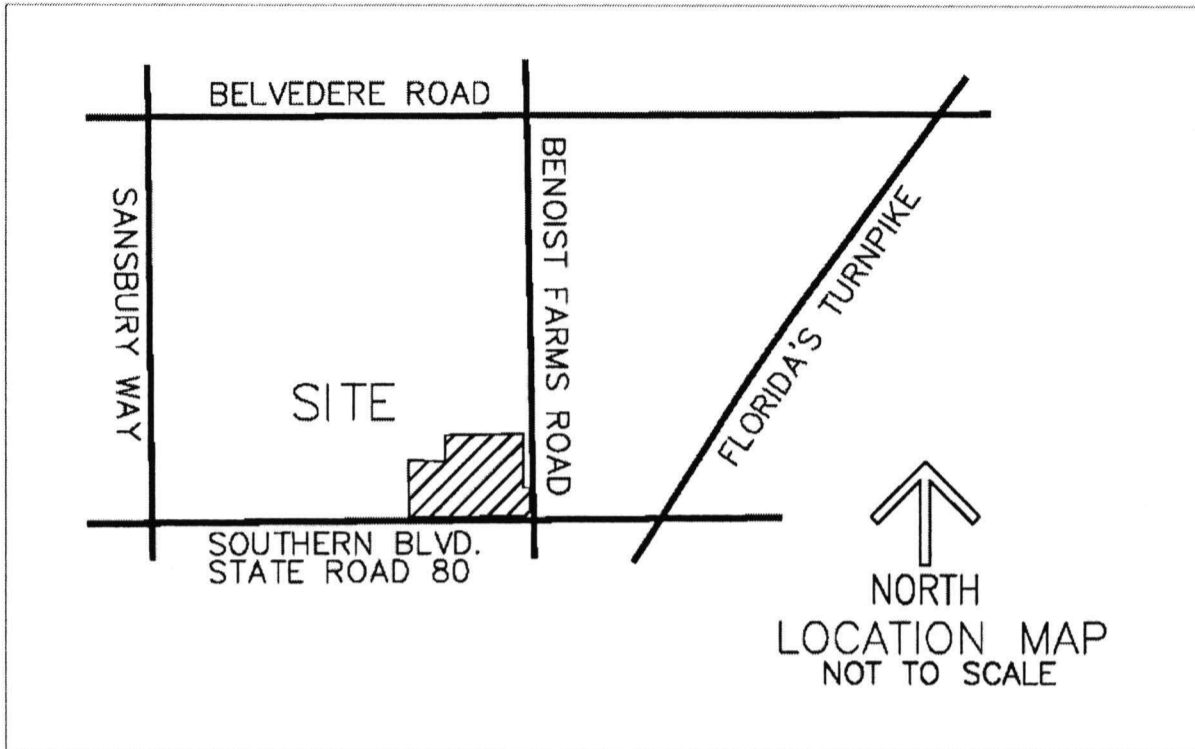 BELVEDERE ROAD
SANSBURY WAY
BENOIST FARMS ROAD
FLORIDA'S TURNPIKE
SITE
SOUTHERN BLVD.
STATE ROAD 80
NORTH
LOCATION MAP
NOT TO SCALE